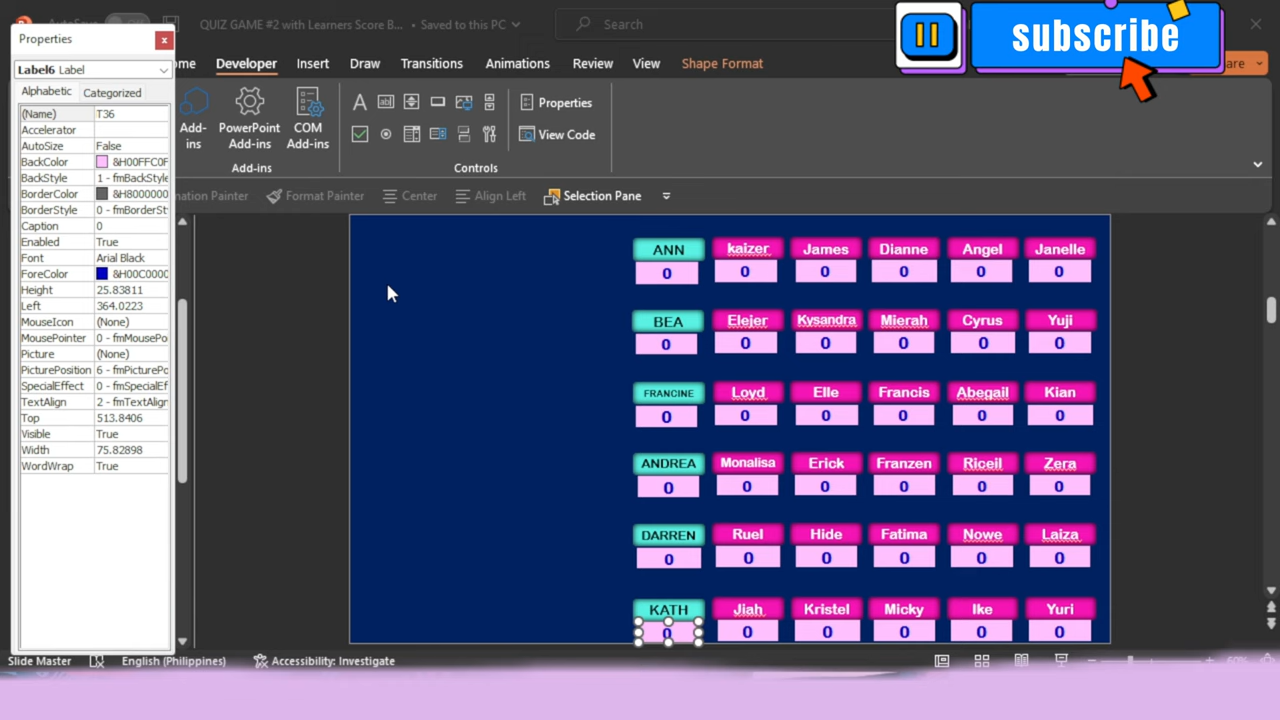 QUIZ GAME #2 with Learners Score B... • Saved to this PC
Search
subscribe
Properties
Label6 Label
Alphabetic Categorized
(Name) T36
Accelerator
AutoSize False
BackColor &H00FFC0F
BackStyle 1 - fmBackStyle
BorderColor &H8000000
BorderStyle 0 - fmBorderSt
Caption 0
Enabled True
Font Arial Black
ForeColor &H00C0000
Height 25.83811
Left 364.0223
MouseIcon (None)
MousePointer 0 - fmMousePo
Picture (None)
PicturePosition 6 - fmPicturePo
SpecialEffect 0 - fmSpecialEf
TextAlign 2 - fmTextAlign
Top 513.8406
Visible True
Width 75.82898
WordWrap True
ome Developer Insert Draw Transitions Animations Review View Shape Format are
Add-ins
PowerPoint Add-ins
COM Add-ins
Properties
View Code
Add-ins Controls
mation Painter Format Painter Center Align Left Selection Pane
ANN kaizer James Dianne Angel Janelle
0 0 0 0 0 0
BEA Elejer Kysandra Mierah Cyrus Yuji
0 0 0 0 0 0
FRANCINE Loyd Elle Francis Abegail Kian
0 0 0 0 0 0
ANDREA Monalisa Erick Franzen Riceil Zera
0 0 0 0 0 0
DARREN Ruel Hide Fatima Nowe Laiza
0 0 0 0 0 0
KATH Jiah Kristel Micky Ike Yuri
0 0 0 0 0 0
Slide Master English (Philippines) Accessibility: Investigate